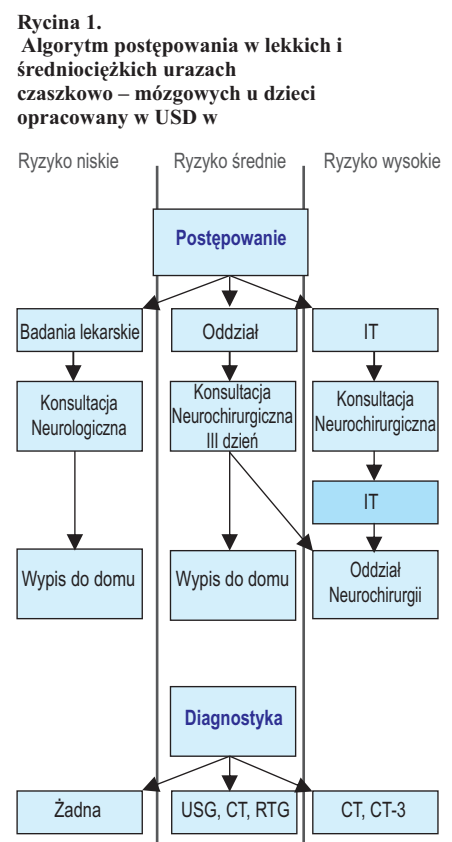 Rycina 1.
Algorytm postępowania w lekkich i
średniociężkich urazach
czaszkowo – mózgowych u dzieci
opracowany w USD w
Ryzyko niskie
Ryzyko średnie
Ryzyko wysokie
Postępowanie
Badania lekarskie
Oddział
IT
Konsultacja
Neurologiczna
Konsultacja
Neurochirurgiczna
III dzień
Konsultacja
Neurochirurgiczna
IT
Wypis do domu
Wypis do domu
Oddział
Neurochirurgii
Diagnostyka
Żadna
USG, CT, RTG
CT, CT-3